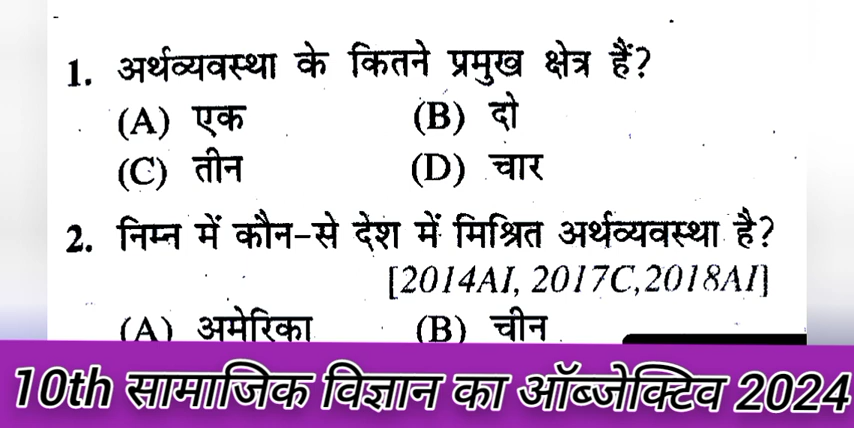 1. अर्थव्यवस्था के कितने प्रमुख क्षेत्र हैं?
(A) एक (B) दो
(C) तीन (D) चार
2. निम्न में कौन-से देश में मिश्रित अर्थव्यवस्था है?
[2014AI, 2017C,2018AI]
(A) अमेरिका (B) चीन
10th सामाजिक विज्ञान का ऑब्जेक्टिव 2024